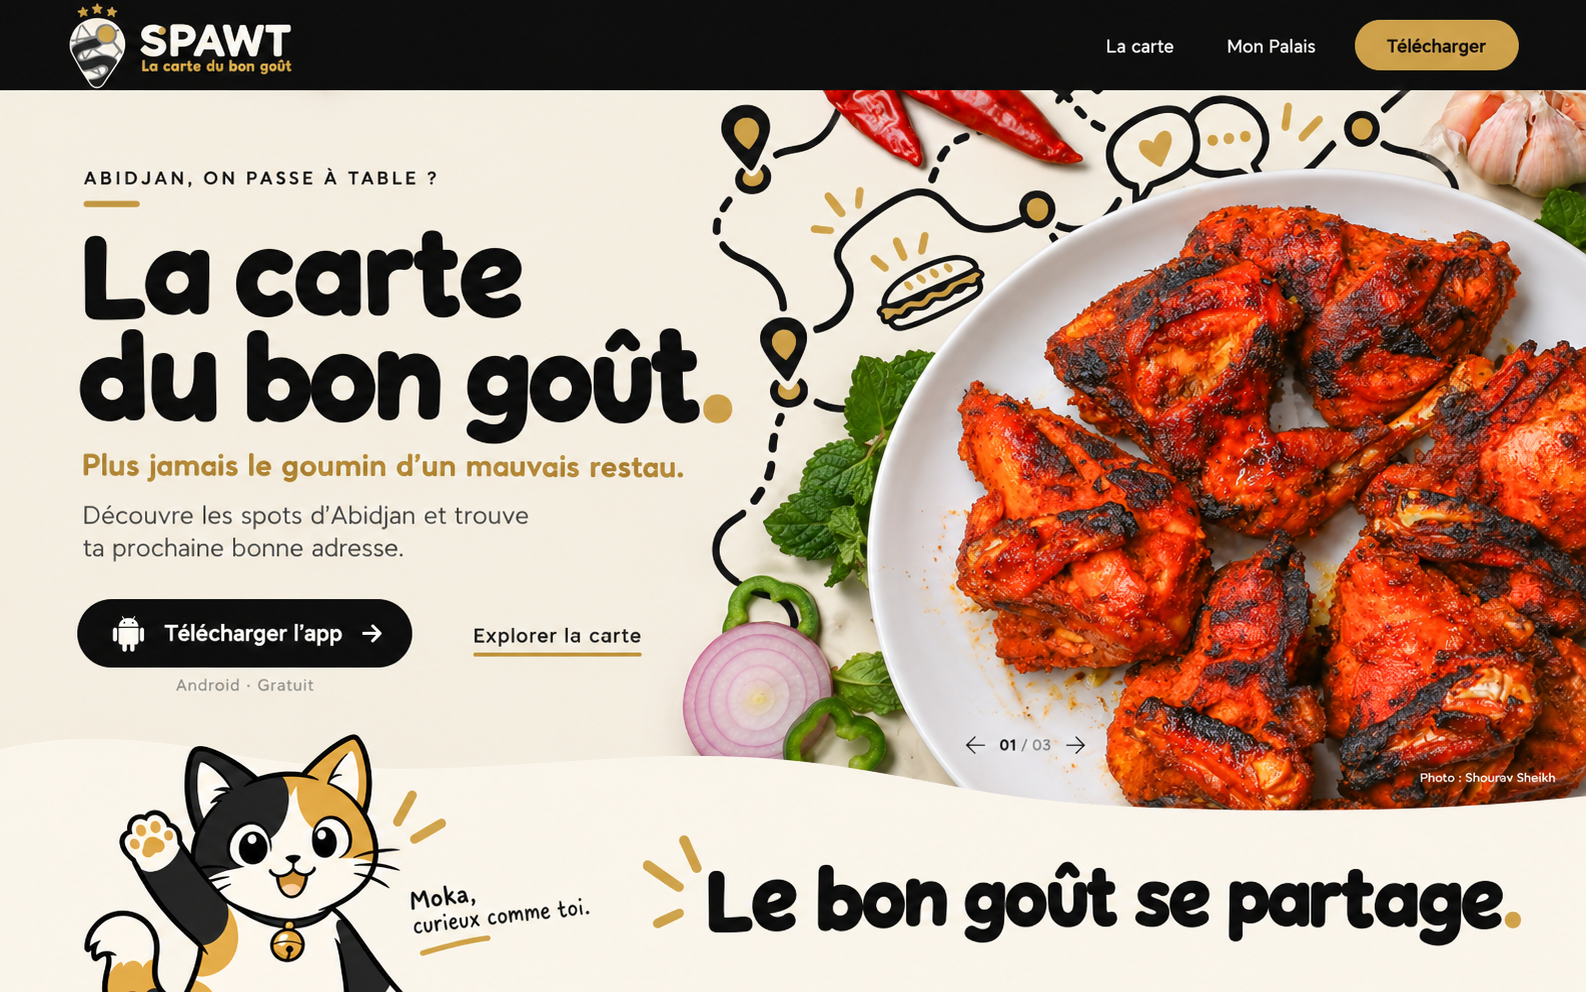 SPAWT
La carte du bon goût
La carte
Mon Palais
Télécharger
ABIDJAN, ON PASSE À TABLE ?
La carte
du bon goût.
Plus jamais le goumin d’un mauvais restau.
Découvre les spots d’Abidjan et trouve
ta prochaine bonne adresse.
Télécharger l’app →
Explorer la carte
Android · Gratuit
← 01 / 03 →
Photo : Shourav Sheikh
Moka,
curieux comme toi.
Le bon goût se partage.